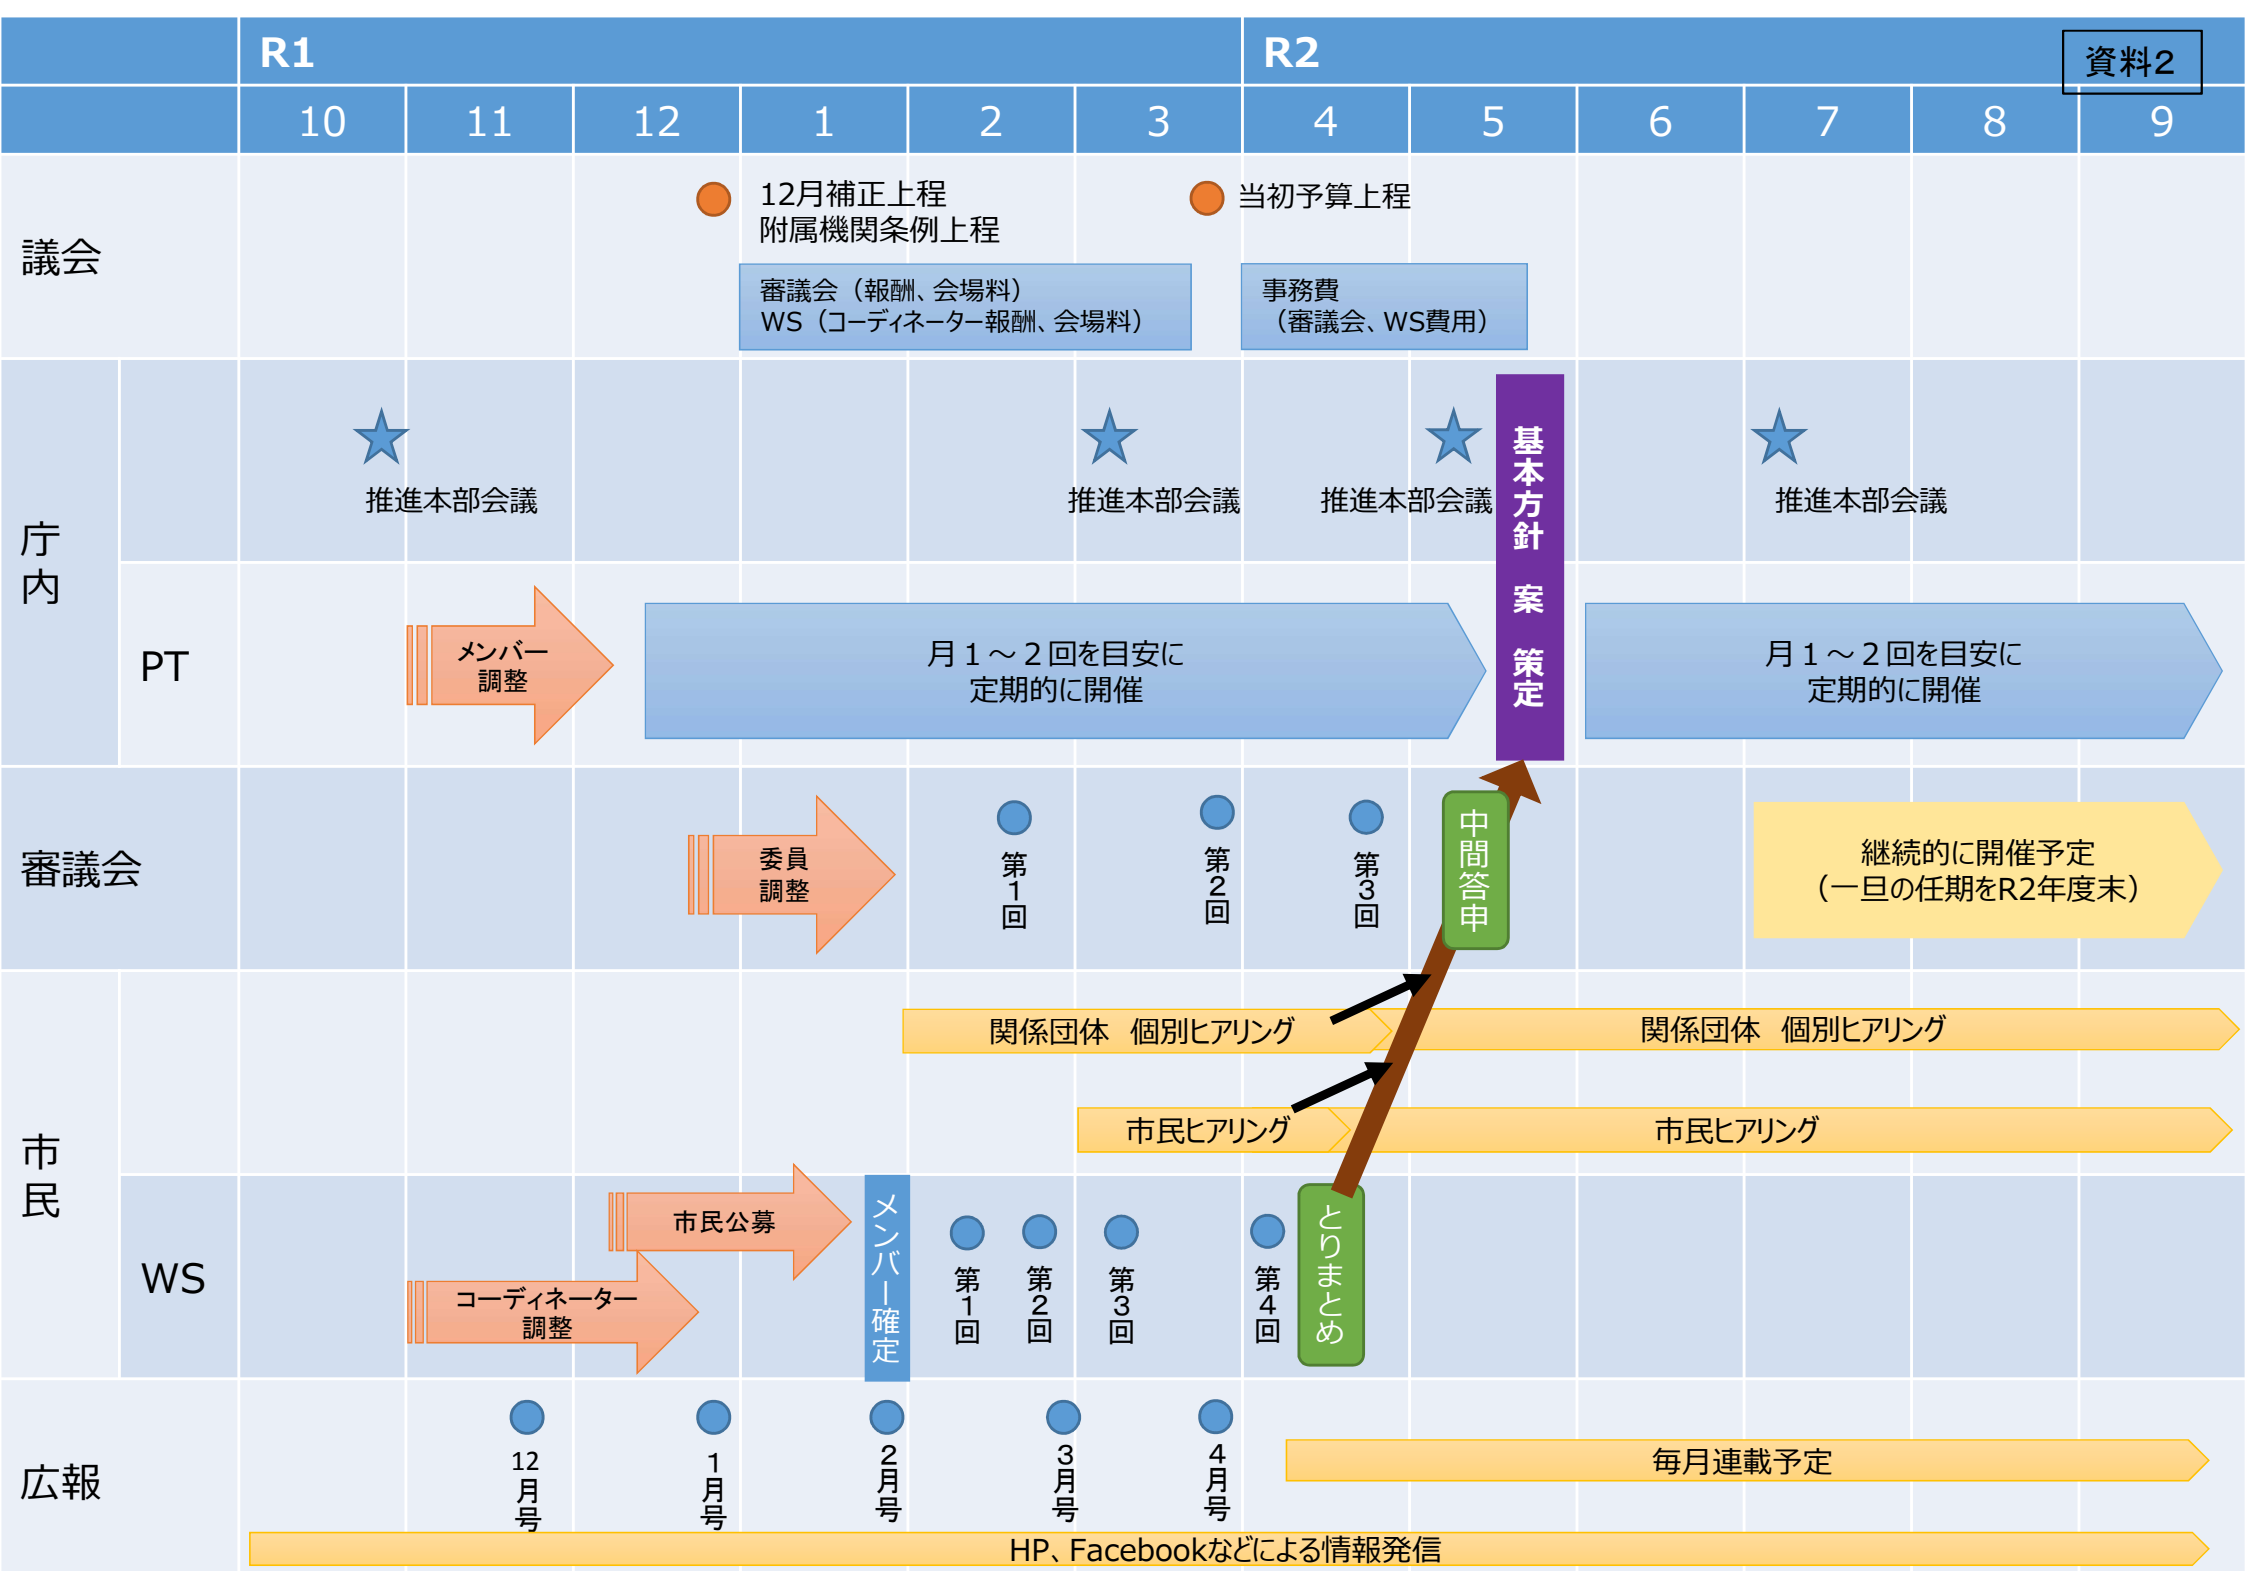 R1
R2
資料2
10 11 12 1 2 3 4 5 6 7 8 9
議会
12月補正上程
附属機関条例上程
当初予算上程
審議会（報酬、会場料）
WS（コーディネーター報酬、会場料）
事務費
（審議会、WS費用）
庁内
推進本部会議
推進本部会議
推進本部会議
推進本部会議
基本方針　案　策定
PT
メンバー
調整
月１～２回を目安に
定期的に開催
月１～２回を目安に
定期的に開催
審議会
委員
調整
第１回
第２回
第３回
中間答申
継続的に開催予定
（一旦の任期をR2年度末）
市民
関係団体　個別ヒアリング
関係団体　個別ヒアリング
市民ヒアリング
市民ヒアリング
WS
市民公募
コーディネーター
調整
メンバー確定
第１回
第２回
第３回
第４回
とりまとめ
広報
12月号
１月号
２月号
３月号
４月号
毎月連載予定
HP、Facebookなどによる情報発信